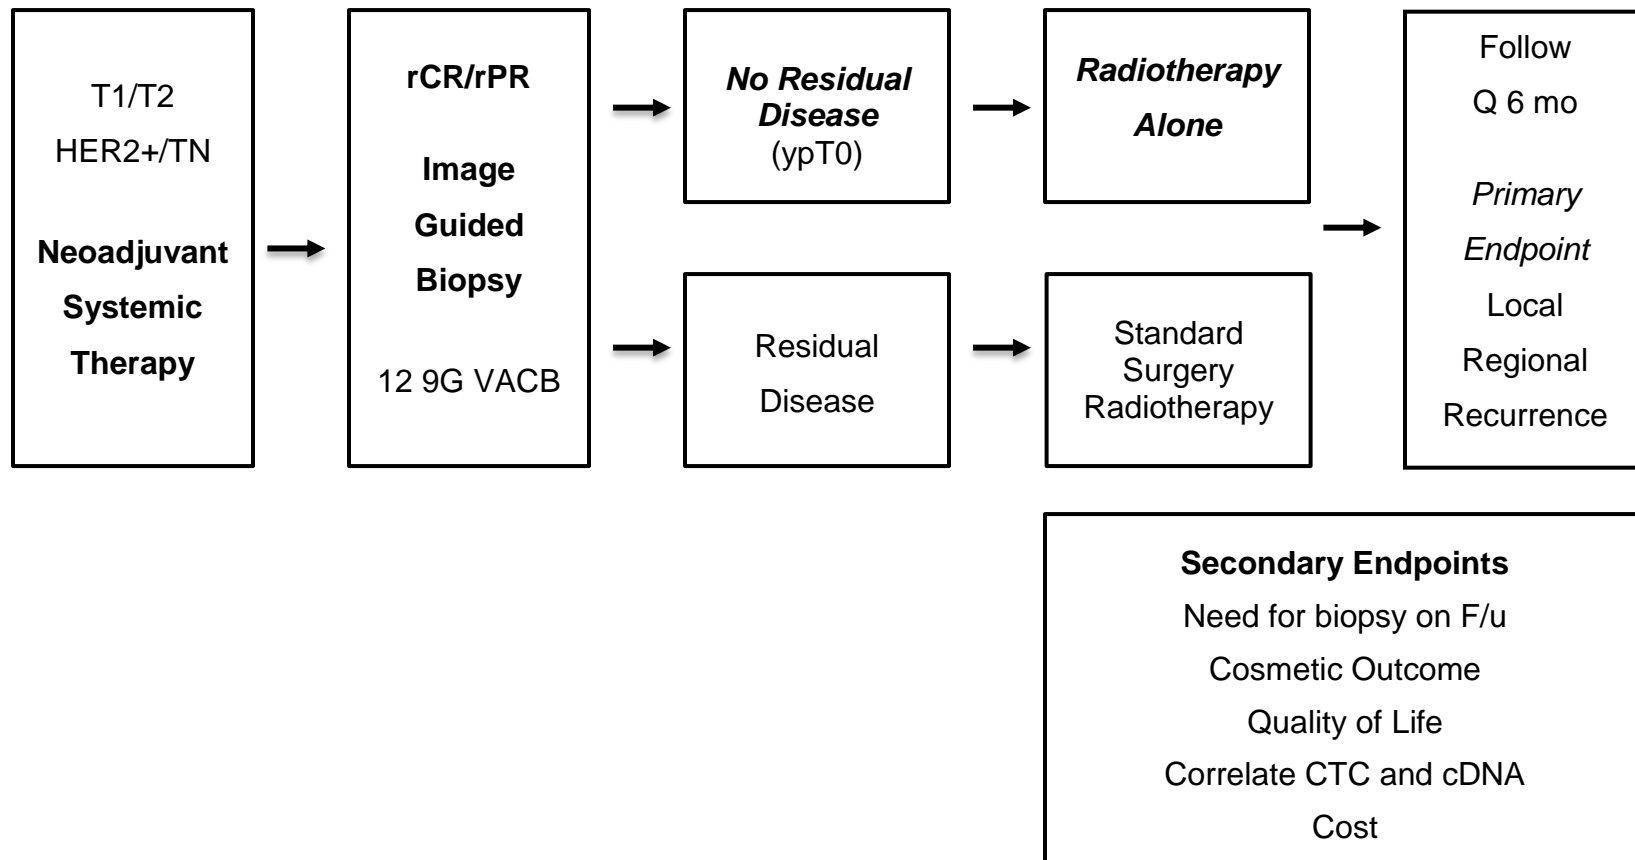 T1/T2
HER2+/TN
Neoadjuvant
Systemic
Therapy
rCR/rPR
Image
Guided
Biopsy
12 9G VACB
No Residual
Disease
(ypT0)
Radiotherapy
Alone
Residual
Disease
Standard
Surgery
Radiotherapy
Follow
Q 6 mo
Primary
Endpoint
Local
Regional
Recurrence
Secondary Endpoints
Need for biopsy on F/u
Cosmetic Outcome
Quality of Life
Correlate CTC and cDNA
Cost